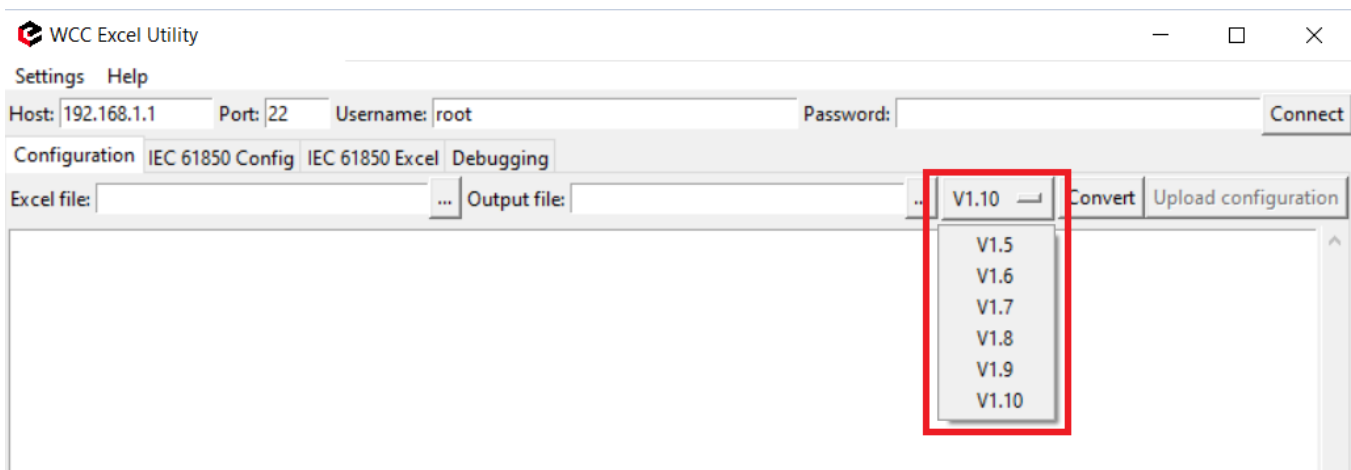 WCC Excel Utility
Settings Help
Host: 192.168.1.1 Port: 22 Username: root Password: Connect
Configuration IEC 61850 Config IEC 61850 Excel Debugging
Excel file: ... Output file: ... V1.10 Convert Upload configuration
V1.5
V1.6
V1.7
V1.8
V1.9
V1.10